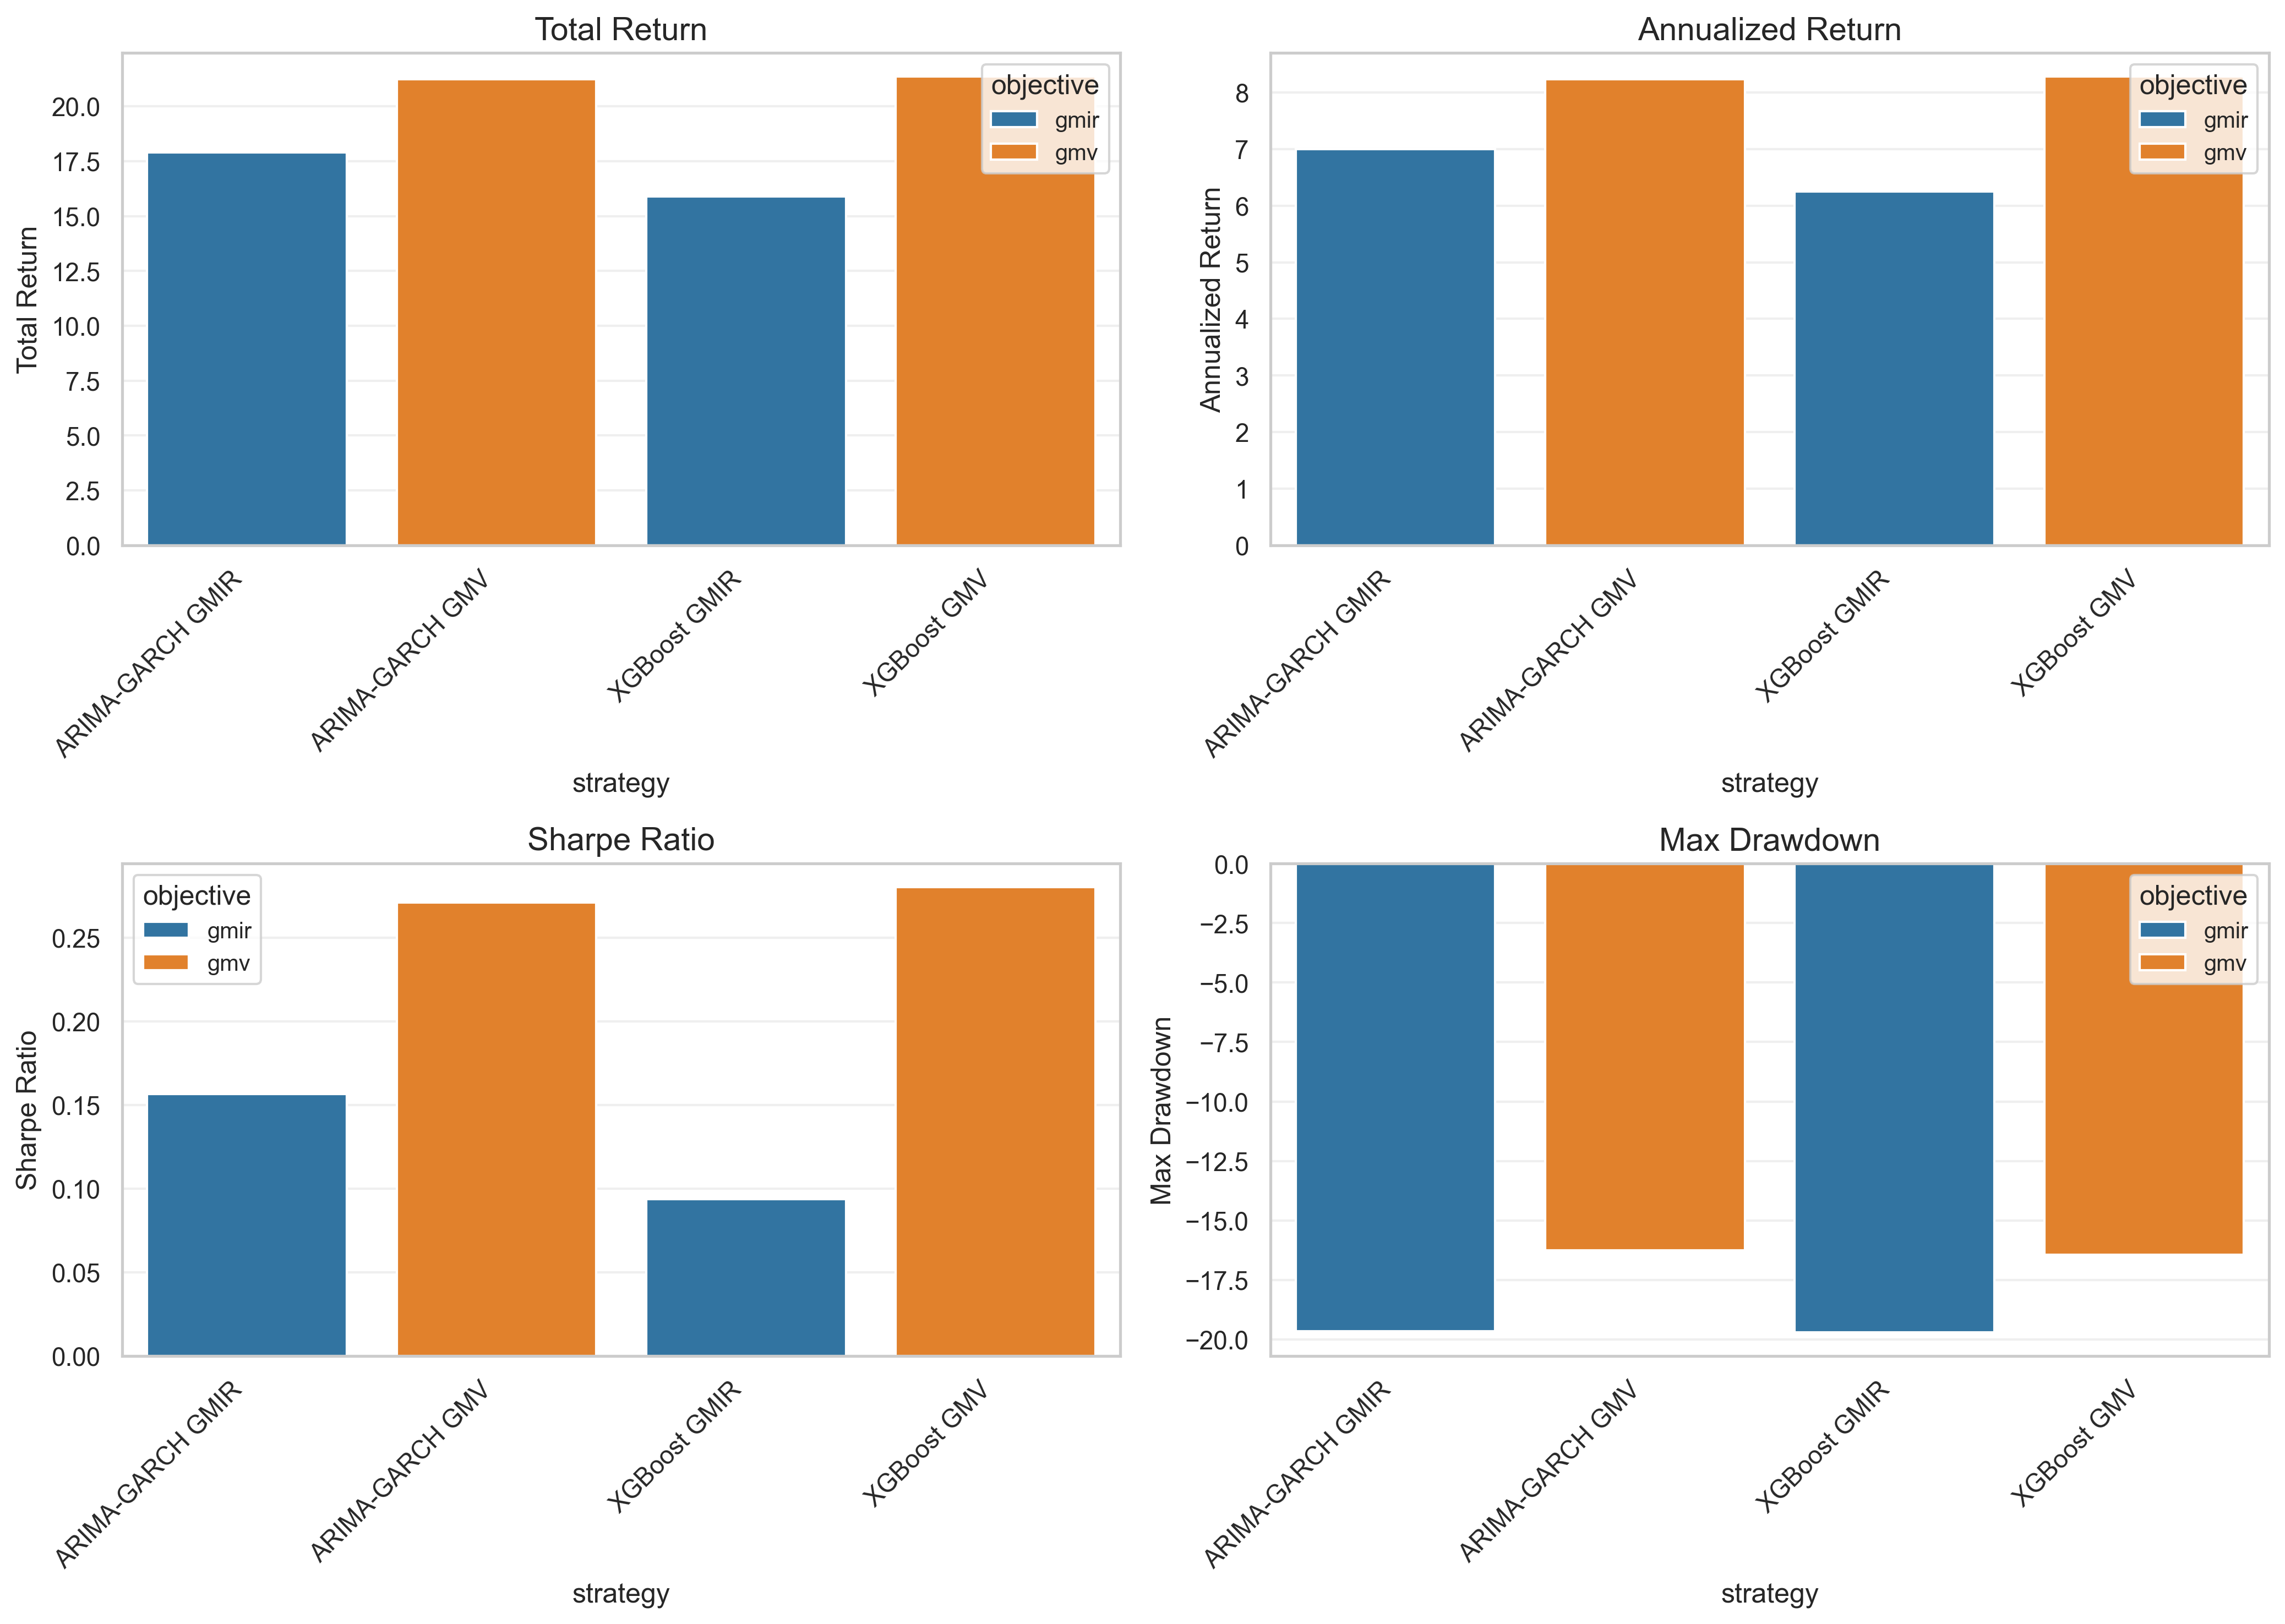 Total Return
Total Return
20.0
17.5
15.0
12.5
10.0
7.5
5.0
2.5
0.0
objective
gmir
gmv
ARIMA-GARCH GMIR
ARIMA-GARCH GMV
XGBoost GMIR
XGBoost GMV
strategy
Annualized Return
Annualized Return
8
7
6
5
4
3
2
1
0
objective
gmir
gmv
ARIMA-GARCH GMIR
ARIMA-GARCH GMV
XGBoost GMIR
XGBoost GMV
strategy
Sharpe Ratio
Sharpe Ratio
0.25
0.20
0.15
0.10
0.05
0.00
objective
gmir
gmv
ARIMA-GARCH GMIR
ARIMA-GARCH GMV
XGBoost GMIR
XGBoost GMV
strategy
Max Drawdown
Max Drawdown
0.0
−2.5
−5.0
−7.5
−10.0
−12.5
−15.0
−17.5
−20.0
objective
gmir
gmv
ARIMA-GARCH GMIR
ARIMA-GARCH GMV
XGBoost GMIR
XGBoost GMV
strategy